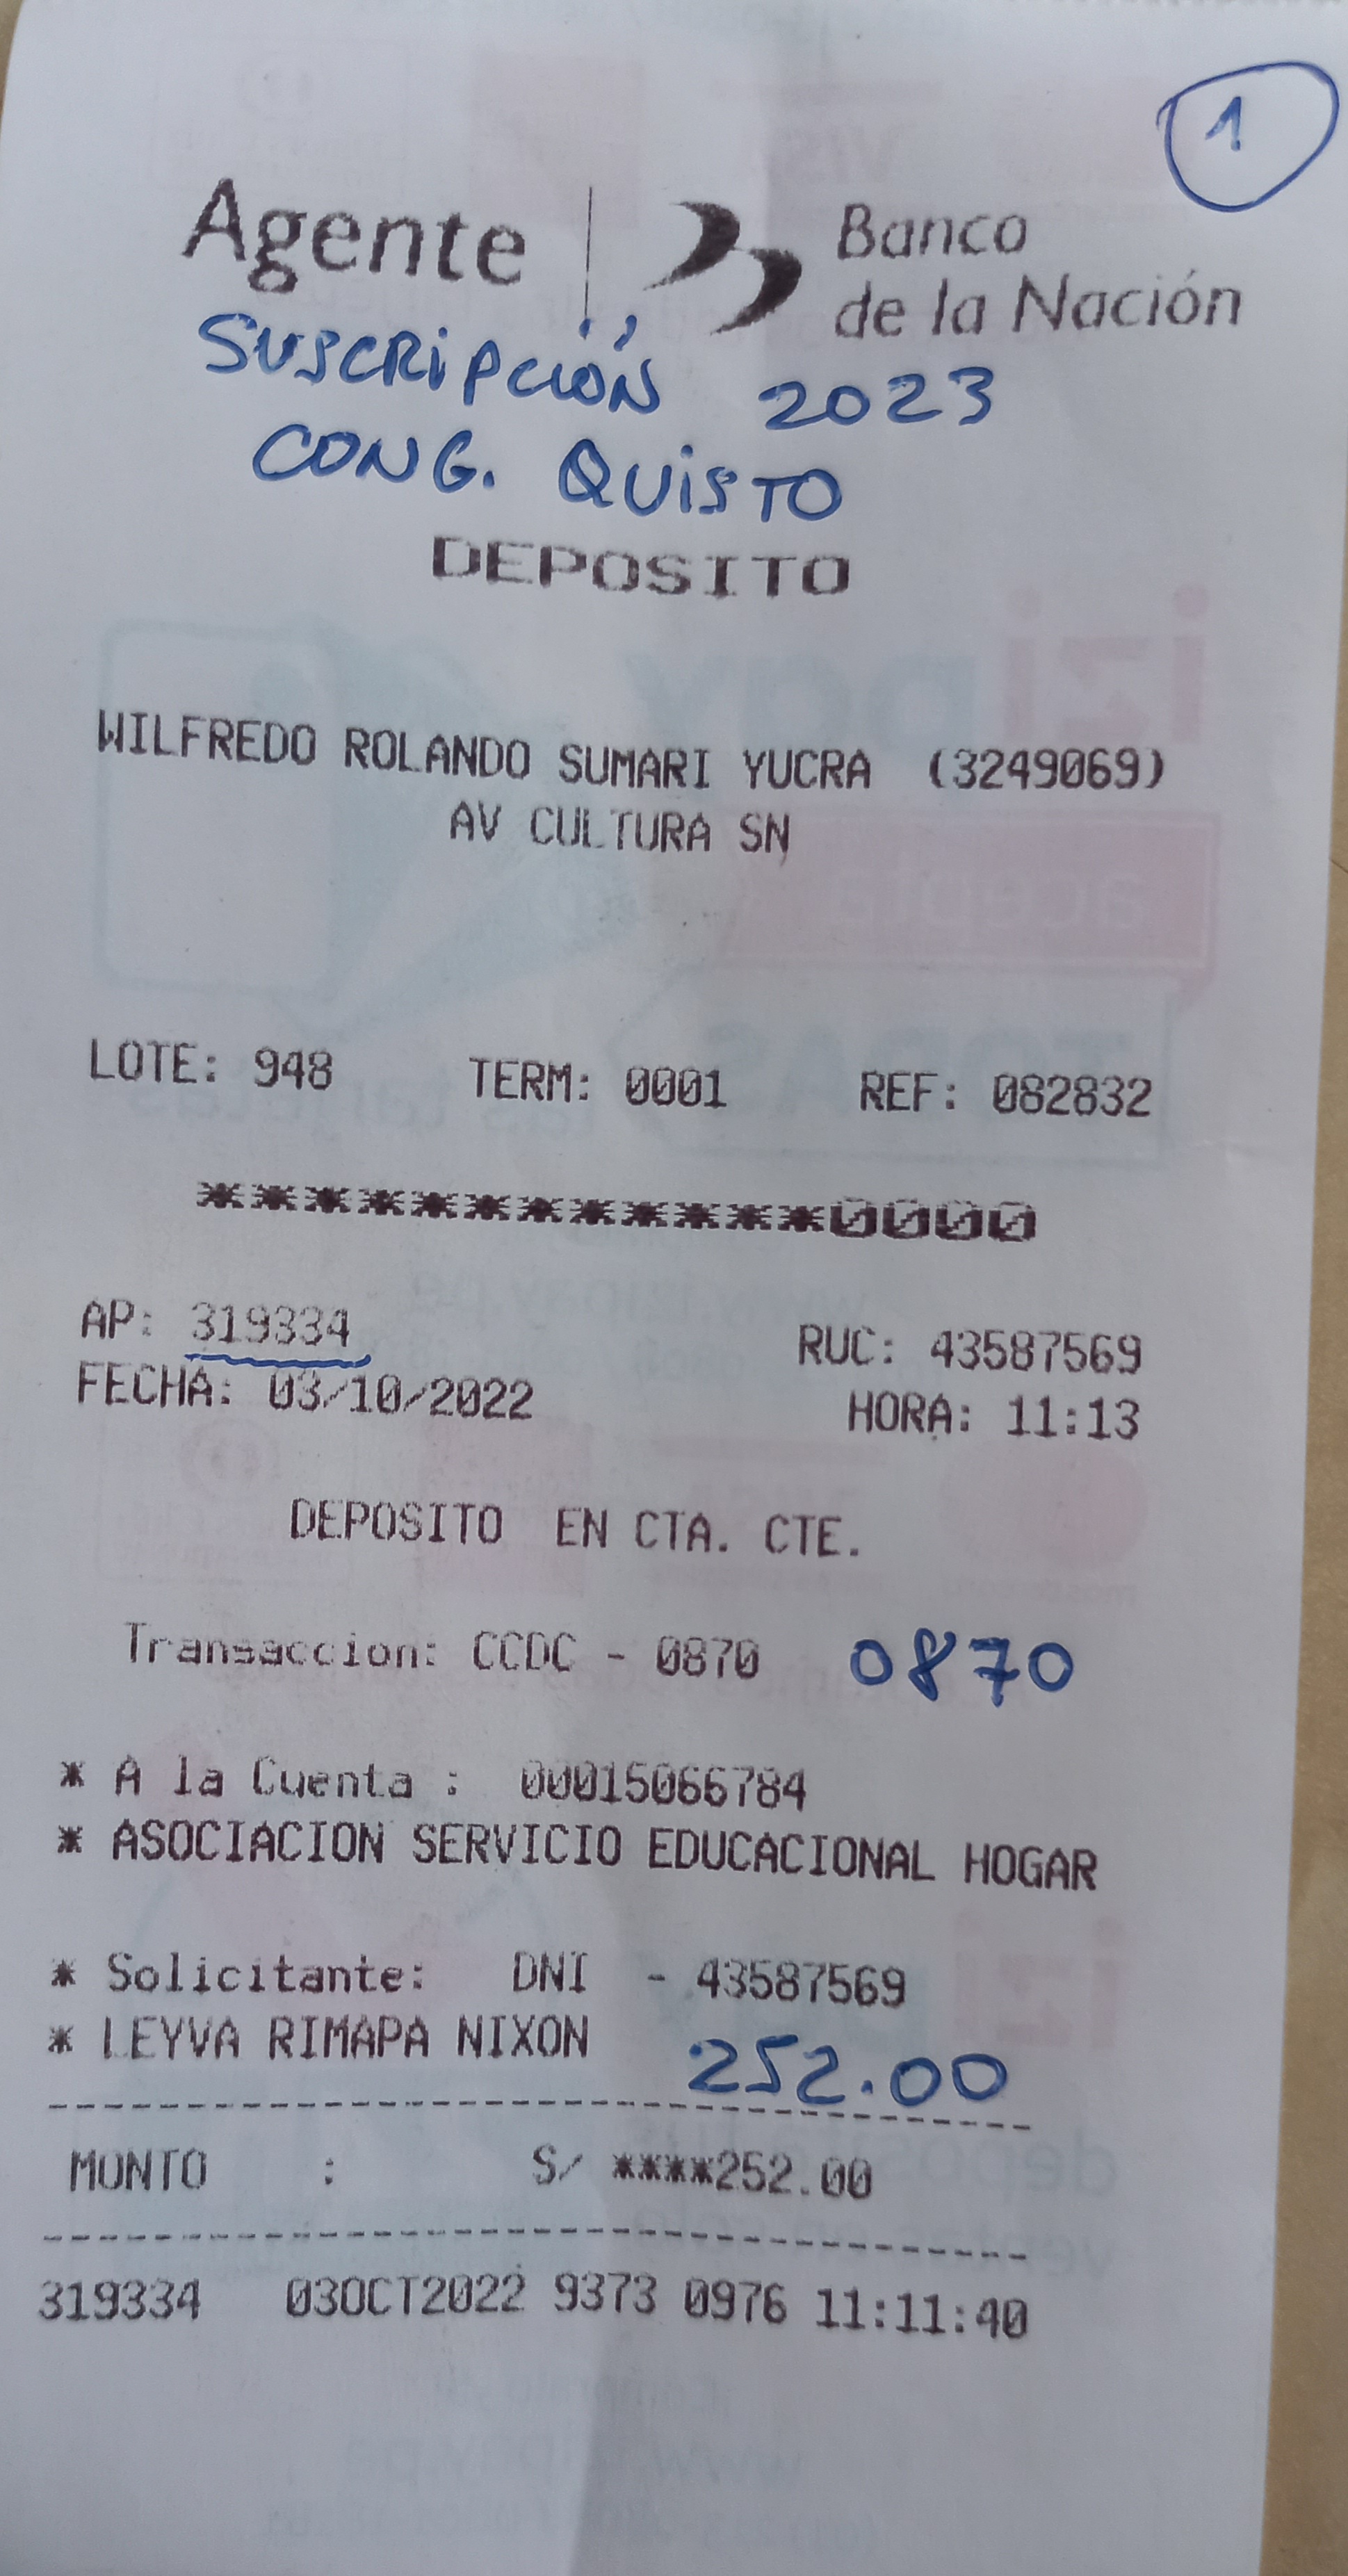 1
Agente | Banco
de la Nación
SUSCRIPCIÓN 2023
CONG. QUISTO
DEPOSITO
WILFREDO ROLANDO SUMARI YUCRA (3249069)
AV CULTURA SN
LOTE: 948 TERM: 0001 REF: 082832
************0000
AP: 319334 RUC: 43587569
FECHA: 03/10/2022 HORA: 11:13
DEPOSITO EN CTA. CTE.
Transaccion: CCDC - 0870 0870
* A la Cuenta : 00015066784
* ASOCIACION SERVICIO EDUCACIONAL HOGAR
* Solicitante: DNI - 43587569
* LEYVA RIMAPA NIXON
252.00
MONTO : S/ ****252.00
319334 03OCT2022 9373 0976 11:11:40